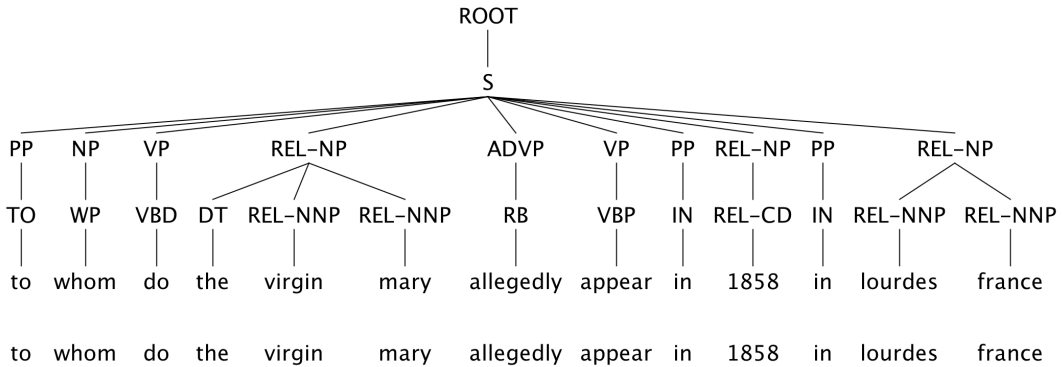 ROOT
S
PP NP VP REL-NP ADVP VP PP REL-NP PP REL-NP
TO WP VBD DT REL-NNP REL-NNP RB VBP IN REL-CD IN REL-NNP REL-NNP
to whom do the virgin mary allegedly appear in 1858 in lourdes france
to whom do the virgin mary allegedly appear in 1858 in lourdes france